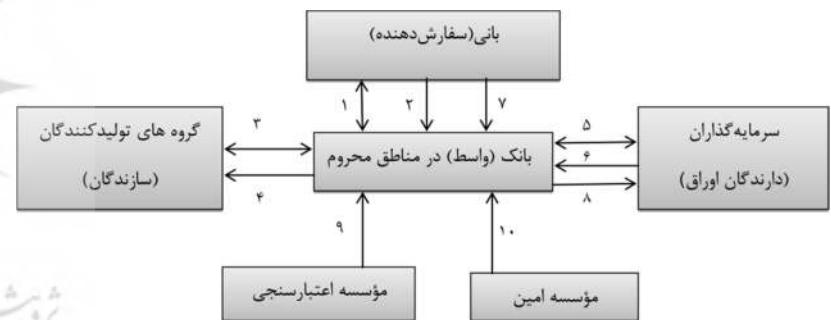 بانی(سفارش‌دهنده)
۱
۲
۷
گروه های تولیدکنندگان
(سازندگان)
۳
۴
بانک (واسط) در مناطق محروم
۵
۶
۸
سرمایه‌گذاران
(دارندگان اوراق)
۹
۱۰
مؤسسه اعتبارسنجی
مؤسسه امین